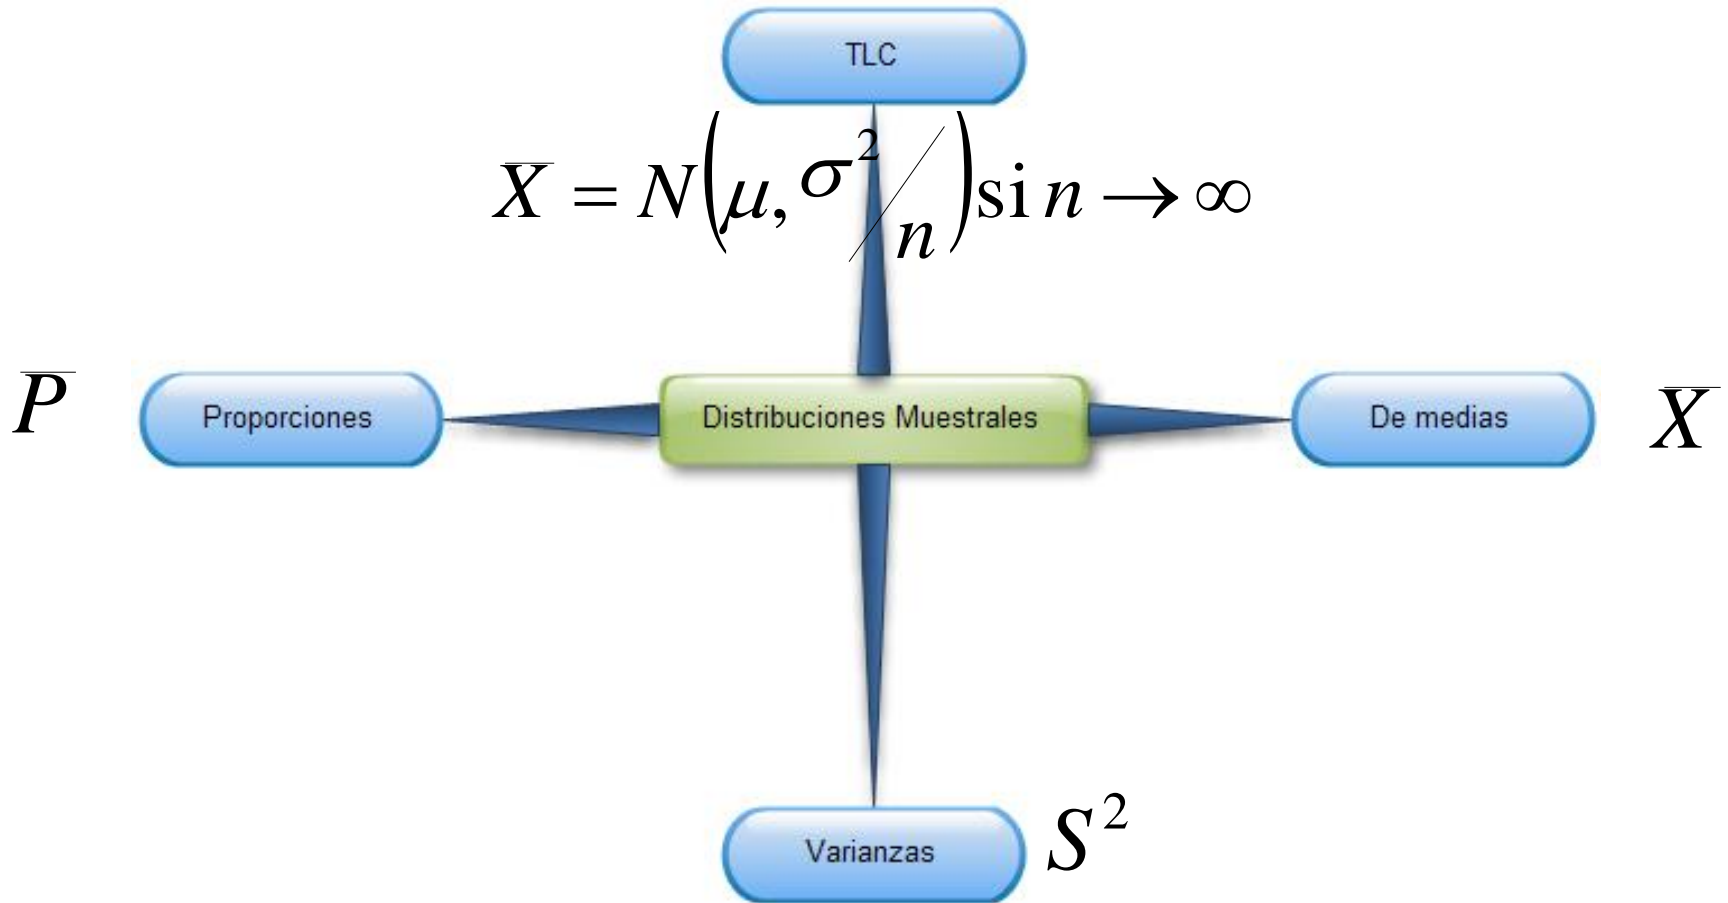 TLC
X̅ = N(μ, σ²/n) si n → ∞
P̅
Proporciones
Distribuciones Muestrales
De medias
X̅
Varianzas
S²